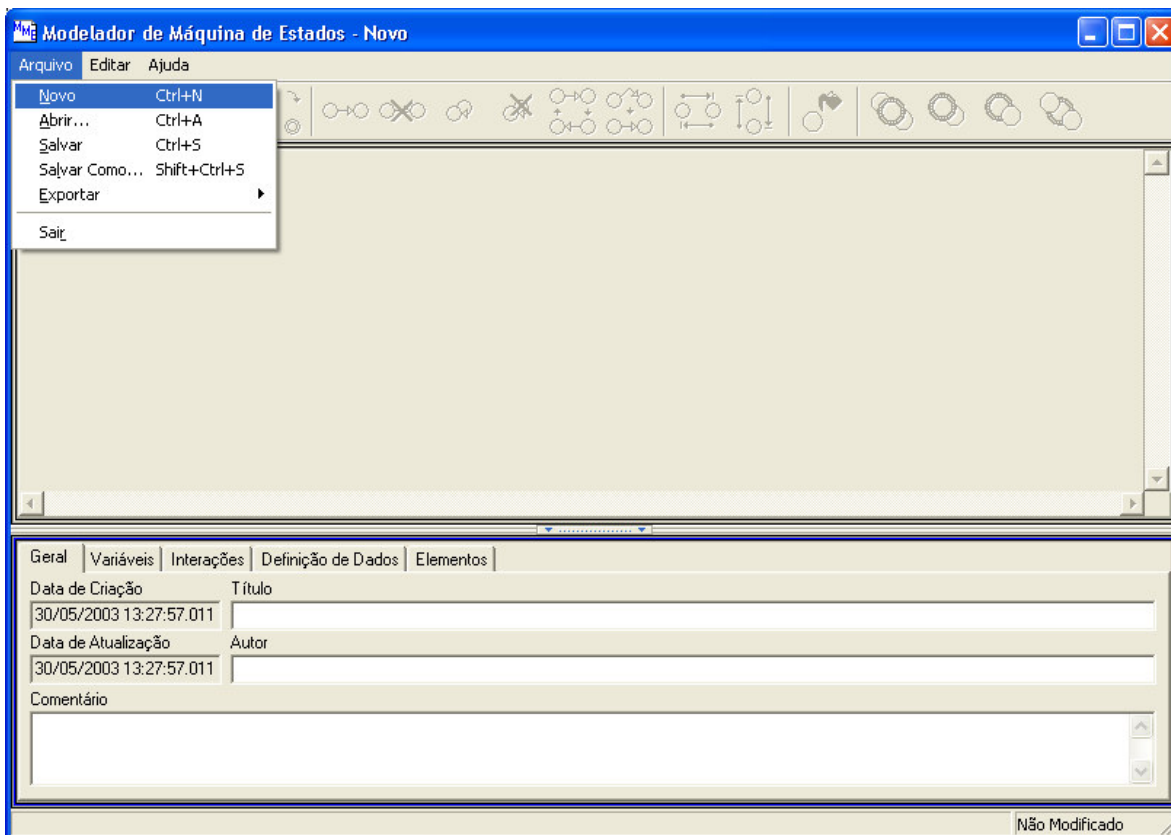 MME Modelador de Máquina de Estados - Novo
Arquivo Editar Ajuda
Novo Ctrl+N
Abrir... Ctrl+A
Salvar Ctrl+S
Salvar Como... Shift+Ctrl+S
Exportar
Sair
Geral Variáveis Interações Definição de Dados Elementos
Data de Criação Título
30/05/2003 13:27:57.011
Data de Atualização Autor
30/05/2003 13:27:57.011
Comentário
Não Modificado